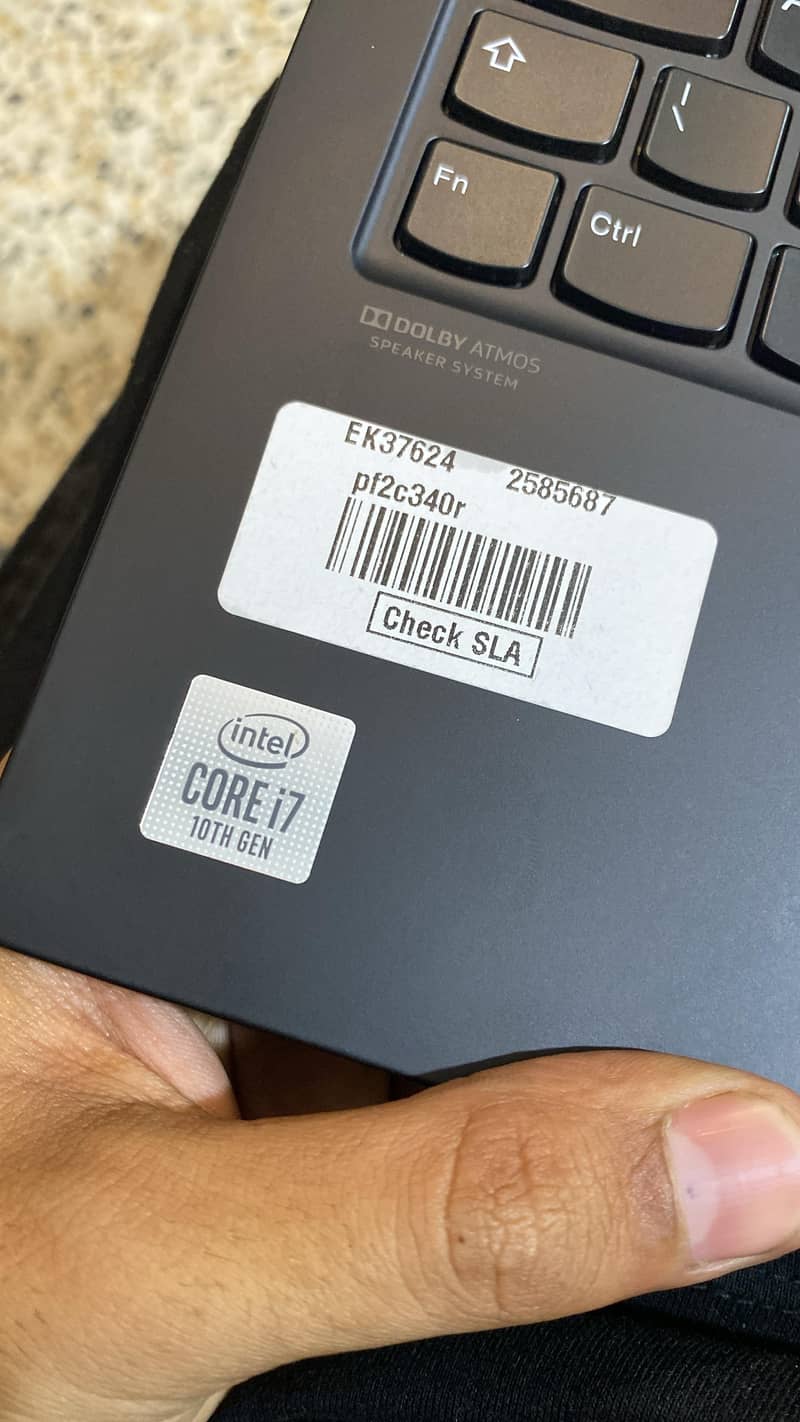 Fn
Ctrl
| \
DOLBY ATMOS
SPEAKER SYSTEM
EK37624 2585687
pf2c340r
Check SLA
intel
CORE i7
10TH GEN